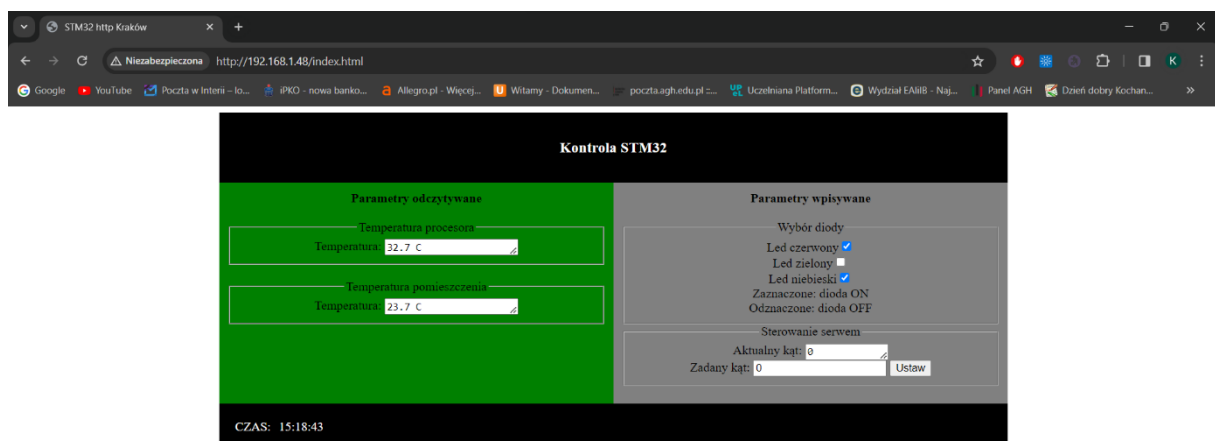 STM32 http Kraków
Niezabezpieczona http://192.168.1.48/index.html
K
Google YouTube Poczta w Interii – lo... iPKO - nowa banko... Allegro.pl - Więcej... Witamy - Dokumen... poczta.agh.edu.pl ::... Uczelniana Platform... Wydział EAIiIB - Naj... Panel AGH Dzień dobry Kochan...
Kontrola STM32
Parametry odczytywane
Temperatura procesora
Temperatura: 32.7 C
Temperatura pomieszczenia
Temperatura: 23.7 C
Parametry wpisywane
Wybór diody
Led czerwony
Led zielony
Led niebieski
Zaznaczone: dioda ON
Odznaczone: dioda OFF
Sterowanie serwem
Aktualny kąt: 0
Zadany kąt: 0 Ustaw
CZAS: 15:18:43